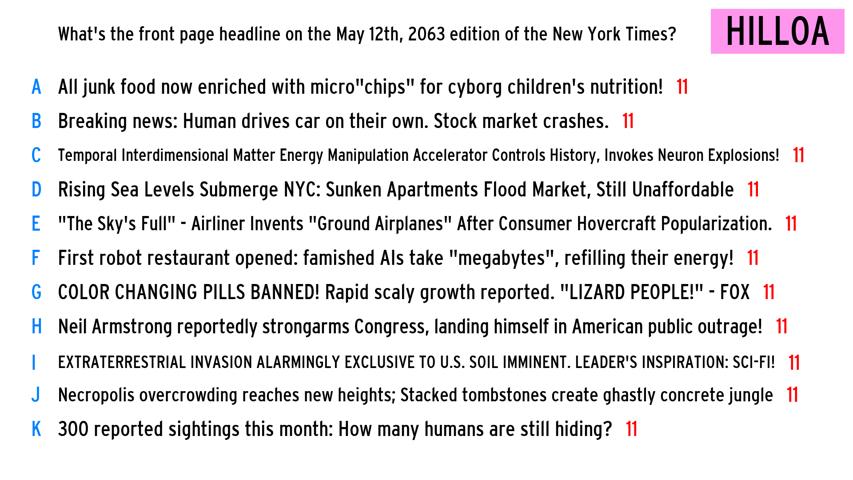 What's the front page headline on the May 12th, 2063 edition of the New York Times?
HILLOA
A All junk food now enriched with micro"chips" for cyborg children's nutrition! 11
B Breaking news: Human drives car on their own. Stock market crashes. 11
C Temporal Interdimensional Matter Energy Manipulation Accelerator Controls History, Invokes Neuron Explosions! 11
D Rising Sea Levels Submerge NYC: Sunken Apartments Flood Market, Still Unaffordable 11
E "The Sky's Full" - Airliner Invents "Ground Airplanes" After Consumer Hovercraft Popularization. 11
F First robot restaurant opened: famished AIs take "megabytes", refilling their energy! 11
G COLOR CHANGING PILLS BANNED! Rapid scaly growth reported. "LIZARD PEOPLE!" - FOX 11
H Neil Armstrong reportedly strongarms Congress, landing himself in American public outrage! 11
I EXTRATERRESTRIAL INVASION ALARMINGLY EXCLUSIVE TO U.S. SOIL IMMINENT. LEADER'S INSPIRATION: SCI-FI! 11
J Necropolis overcrowding reaches new heights; Stacked tombstones create ghastly concrete jungle 11
K 300 reported sightings this month: How many humans are still hiding? 11